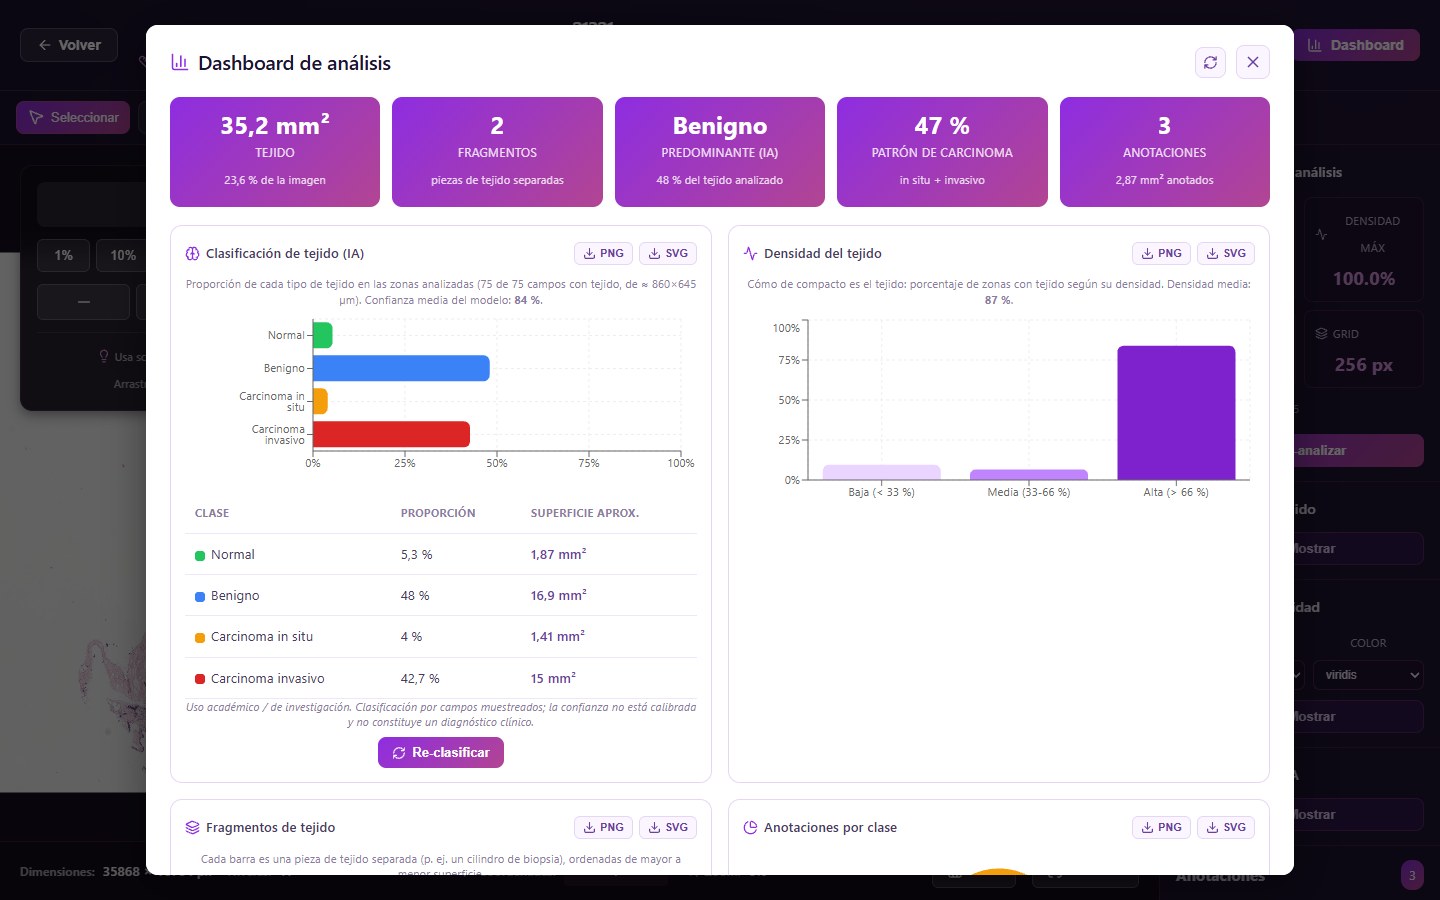 Volver
Dashboard de análisis
Dashboard
Seleccionar
35,2 mm²
TEJIDO
23,6 % de la imagen
2
FRAGMENTOS
piezas de tejido separadas
Benigno
PREDOMINANTE (IA)
48 % del tejido analizado
47 %
PATRÓN DE CARCINOMA
in situ + invasivo
3
ANOTACIONES
2,87 mm² anotados
análisis
DENSIDAD
MÁX
100.0%
GRID
256 px
1%
10%
—
Usa
Clasificación de tejido (IA)
PNG
SVG
Proporción de cada tipo de tejido en las zonas analizadas (75 de 75 campos con tejido, de ≈ 860×645
µm). Confianza media del modelo: 84 %.
Normal
Benigno
Carcinoma in
situ
Carcinoma
invasivo
0%
25%
50%
75%
100%
CLASE
PROPORCIÓN
SUPERFICIE APROX.
Normal
5,3 %
1,87 mm²
Benigno
48 %
16,9 mm²
Carcinoma in situ
4 %
1,41 mm²
Carcinoma invasivo
42,7 %
15 mm²
Uso académico / de investigación. Clasificación por campos muestreados; la confianza no está calibrada
y no constituye un diagnóstico clínico.
Re-clasificar
Densidad del tejido
PNG
SVG
Cómo de compacto es el tejido: porcentaje de zonas con tejido según su densidad. Densidad media:
87 %.
100%
75%
50%
25%
0%
Baja (< 33 %)
Media (33-66 %)
Alta (> 66 %)
-analizar
Mostrar
COLOR
viridis
Mostrar
Mostrar
Fragmentos de tejido
PNG
SVG
Cada barra es una pieza de tejido separada (p. ej. un cilindro de biopsia), ordenadas de mayor a
menor superficie.
Anotaciones por clase
PNG
SVG
Dimensiones: 35868 ×
Anotaciones
3